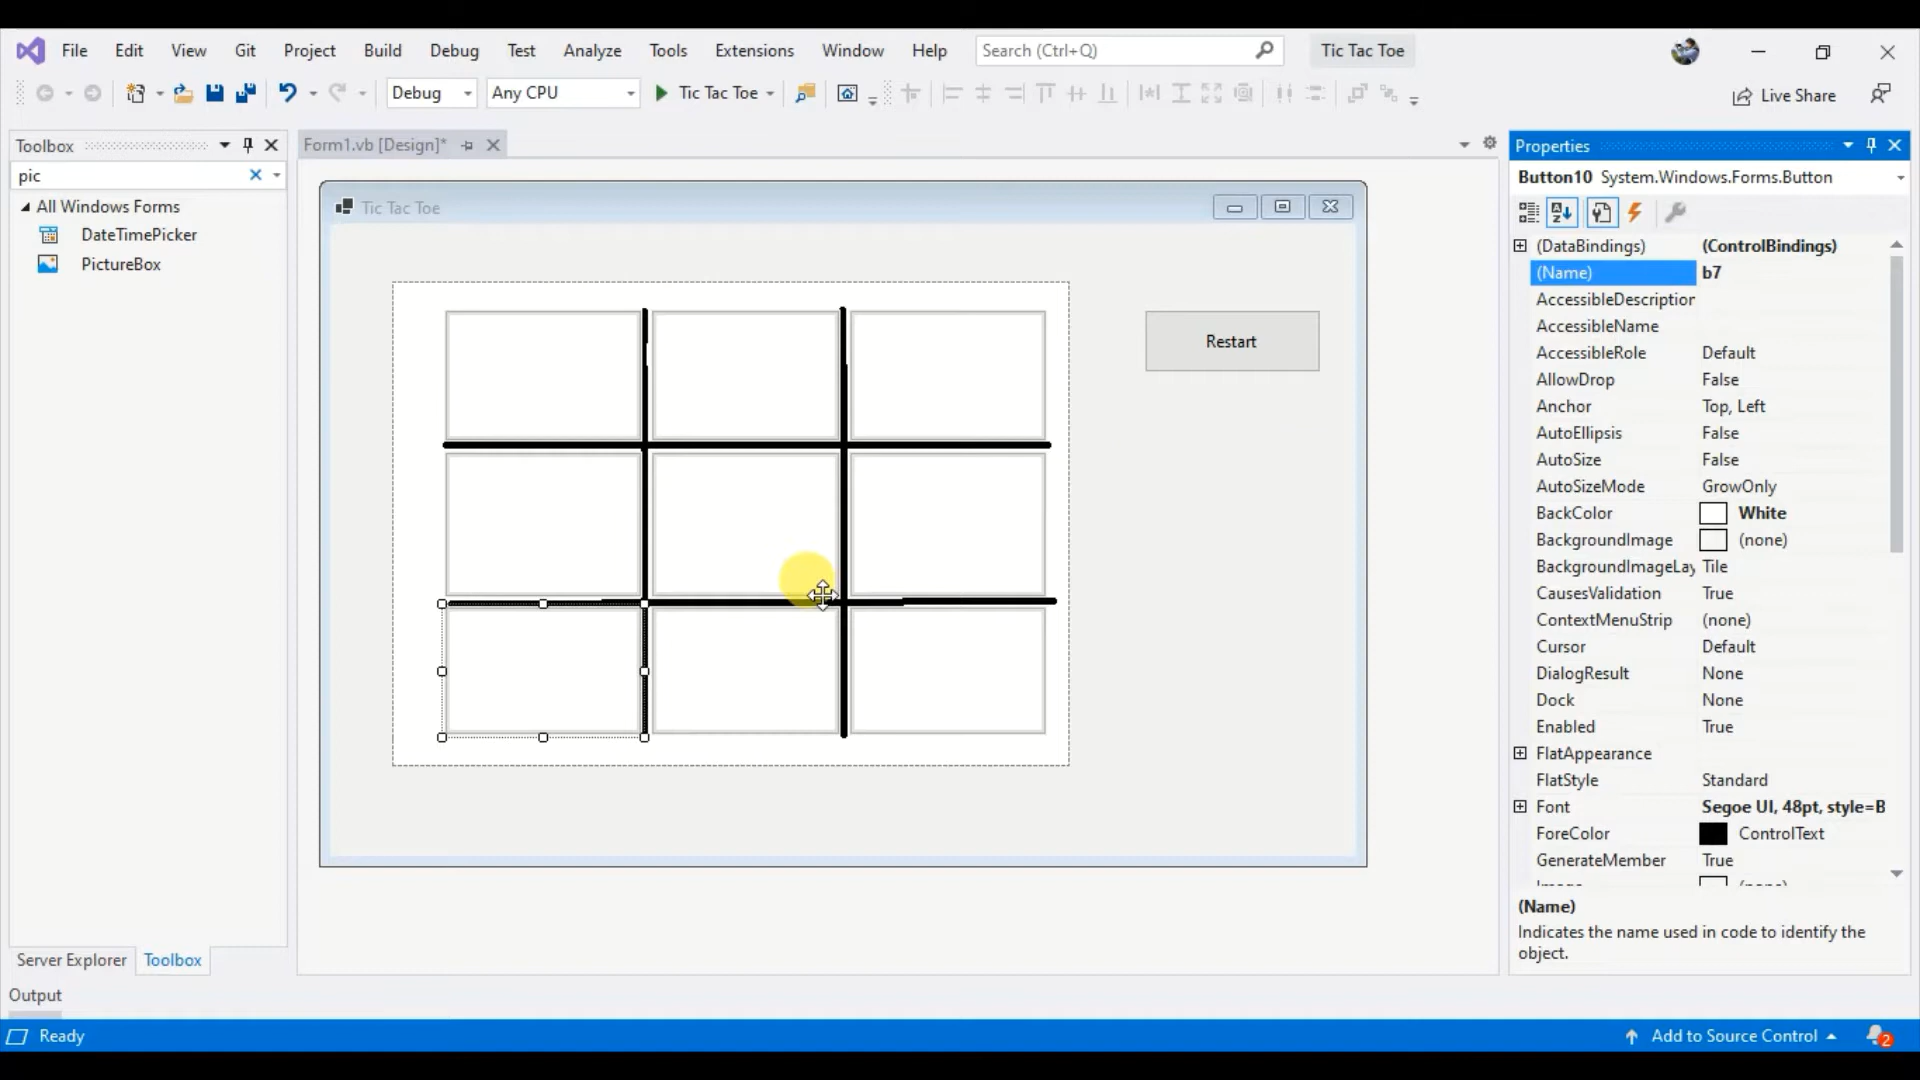 File Edit View Git Project Build Debug Test Analyze Tools Extensions Window Help Search (Ctrl+Q) Tic Tac Toe
Debug Any CPU Tic Tac Toe Live Share
Toolbox
pic
All Windows Forms
DateTimePicker
PictureBox
Server Explorer Toolbox
Form1.vb [Design]*
Tic Tac Toe
Restart
Properties
Button10 System.Windows.Forms.Button
(DataBindings) (ControlBindings)
(Name) b7
AccessibleDescription
AccessibleName
AccessibleRole Default
AllowDrop False
Anchor Top, Left
AutoEllipsis False
AutoSize False
AutoSizeMode GrowOnly
BackColor White
BackgroundImage (none)
BackgroundImageLay Tile
CausesValidation True
ContextMenuStrip (none)
Cursor Default
DialogResult None
Dock None
Enabled True
FlatAppearance
FlatStyle Standard
Font Segoe UI, 48pt, style=B
ForeColor ControlText
GenerateMember True
(Name)
Indicates the name used in code to identify the
object.
Output
Ready Add to Source Control 2